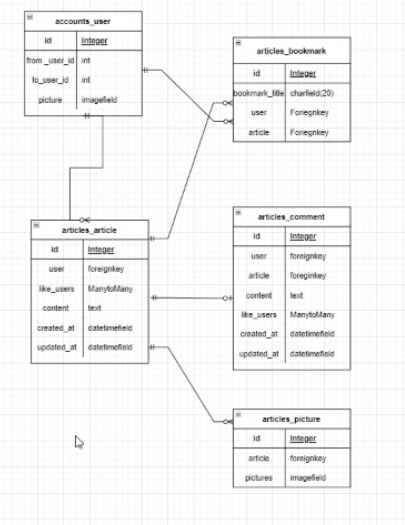 accounts_user
id Integer
from _user_id int
to_user_id int
picture imagefield
articles_bookmark
id Integer
bookmark_title charfield(20)
user Foriegnkey
article Foriegnkey
articles_article
id Integer
user foreignkey
like_users ManytoMany
content text
created_at datetimefield
updated_at datetimefield
articles_comment
id Integer
user foreignkey
article foreginkey
content text
like_users ManytoMany
created_at datetimefield
updated_at datetimefield
articles_picture
id Integer
article foreignkey
pictures imagefield